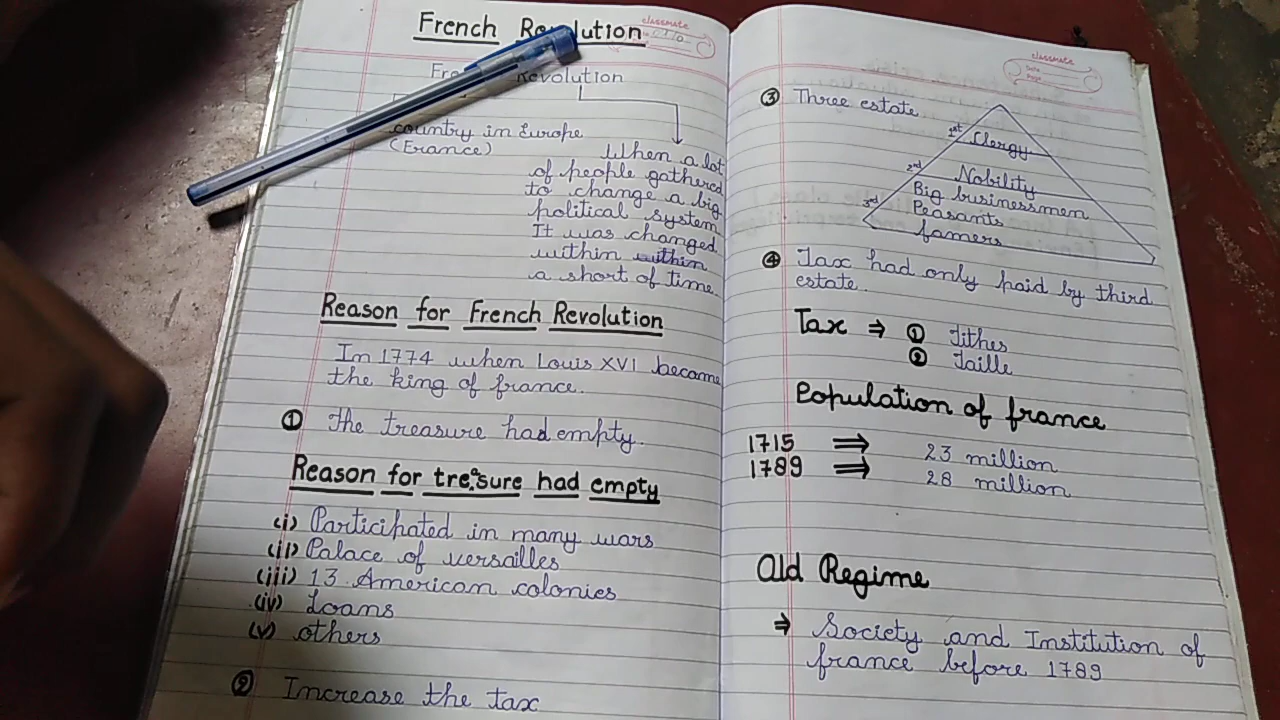 French Revolution
classmate
Revolution
country in Europe
(France)
When a lot
of people gathered
to change a big
political system
It was changed
within within
a short of time.
Reason for French Revolution
In 1774 when Louis XVI became
the king of france.
① The treasure had empty.
Reason for treasure had empty
(i) Participated in many wars
(ii) Palace of versailles
(iii) 13 American colonies
(iv) Loans
(v) others
② Increase the tax
classmate
Date
Page
③ Three estate
1st Clergy
2nd Nobility
Big businessmen
3rd Peasants
famers
④ Tax had only paid by third
estate.
Tax ⇒ ① Tithes
② Taille
Population of france
1715 ⇒ 23 million
1789 ⇒ 28 million
Old Regime
⇒ Society and Institution of
france before 1789